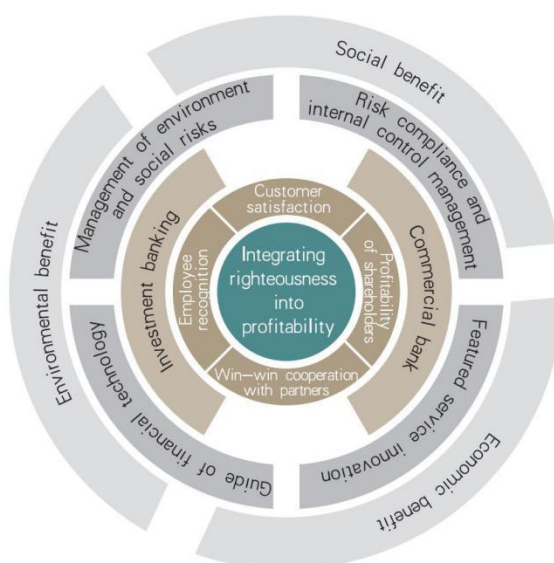 Social benefit
Management of environment
and social risks
Risk compliance and
internal control management
Environmental benefit
Investment banking
Customer
satisfaction
Employee
recognition
Integrating
righteousness
into
profitability
Profitability
of shareholders
Commercial bank
Win-win cooperation
with partners
Guide of financial technology
Featured service innovation
Economic benefit